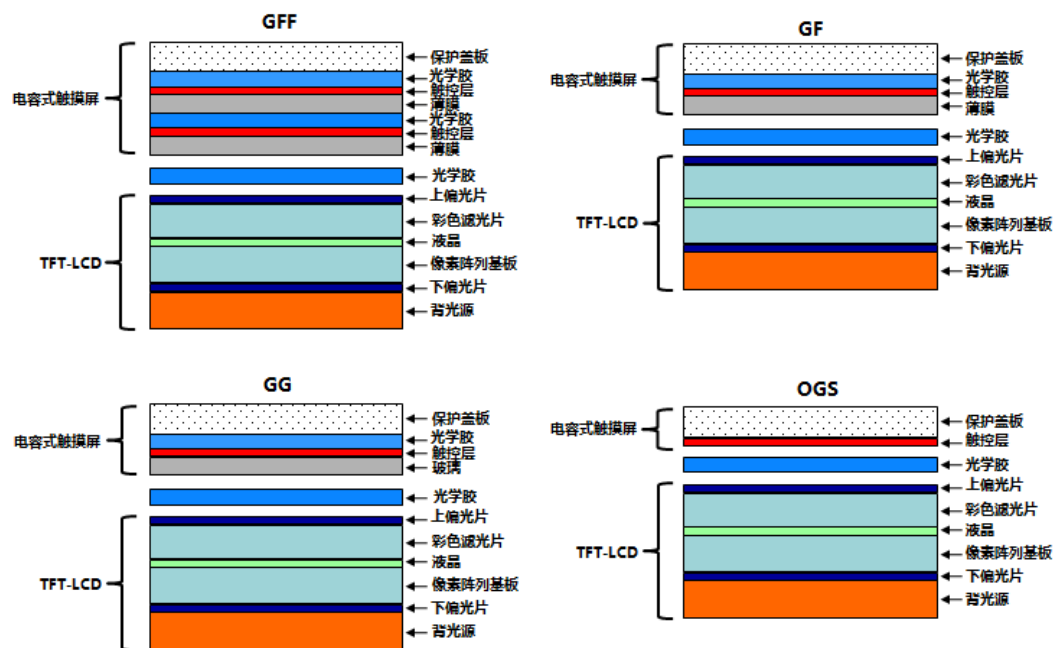 GFF
保护盖板
光学胶
触控层
薄膜
光学胶
触控层
薄膜
电容式触摸屏
光学胶
上偏光片
彩色滤光片
液晶
像素阵列基板
下偏光片
背光源
TFT-LCD
GF
保护盖板
光学胶
触控层
薄膜
电容式触摸屏
光学胶
上偏光片
彩色滤光片
液晶
像素阵列基板
下偏光片
背光源
TFT-LCD
GG
保护盖板
光学胶
触控层
玻璃
电容式触摸屏
光学胶
上偏光片
彩色滤光片
液晶
像素阵列基板
下偏光片
背光源
TFT-LCD
OGS
保护盖板
触控层
电容式触摸屏
光学胶
上偏光片
彩色滤光片
液晶
像素阵列基板
下偏光片
背光源
TFT-LCD